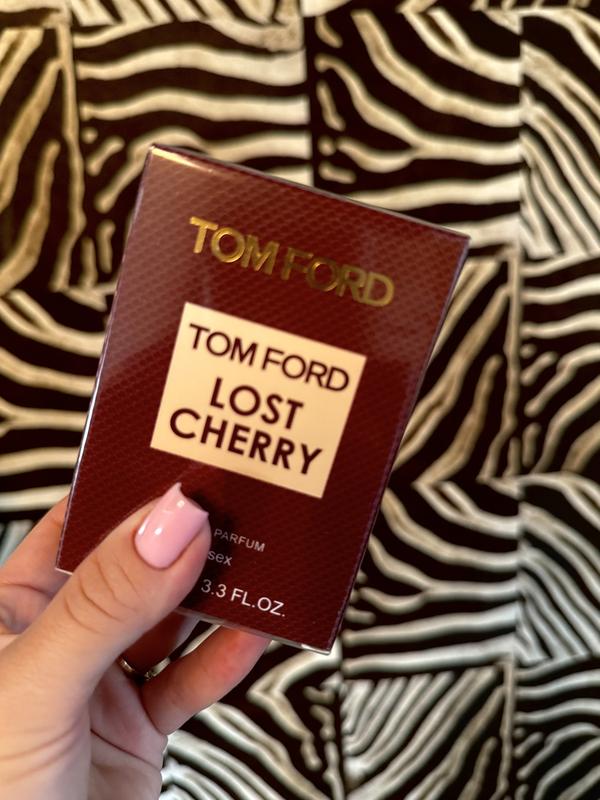 TOM FORD
TOM FORD
LOST
CHERRY
PARFUM
sex
3.3 FL.OZ.